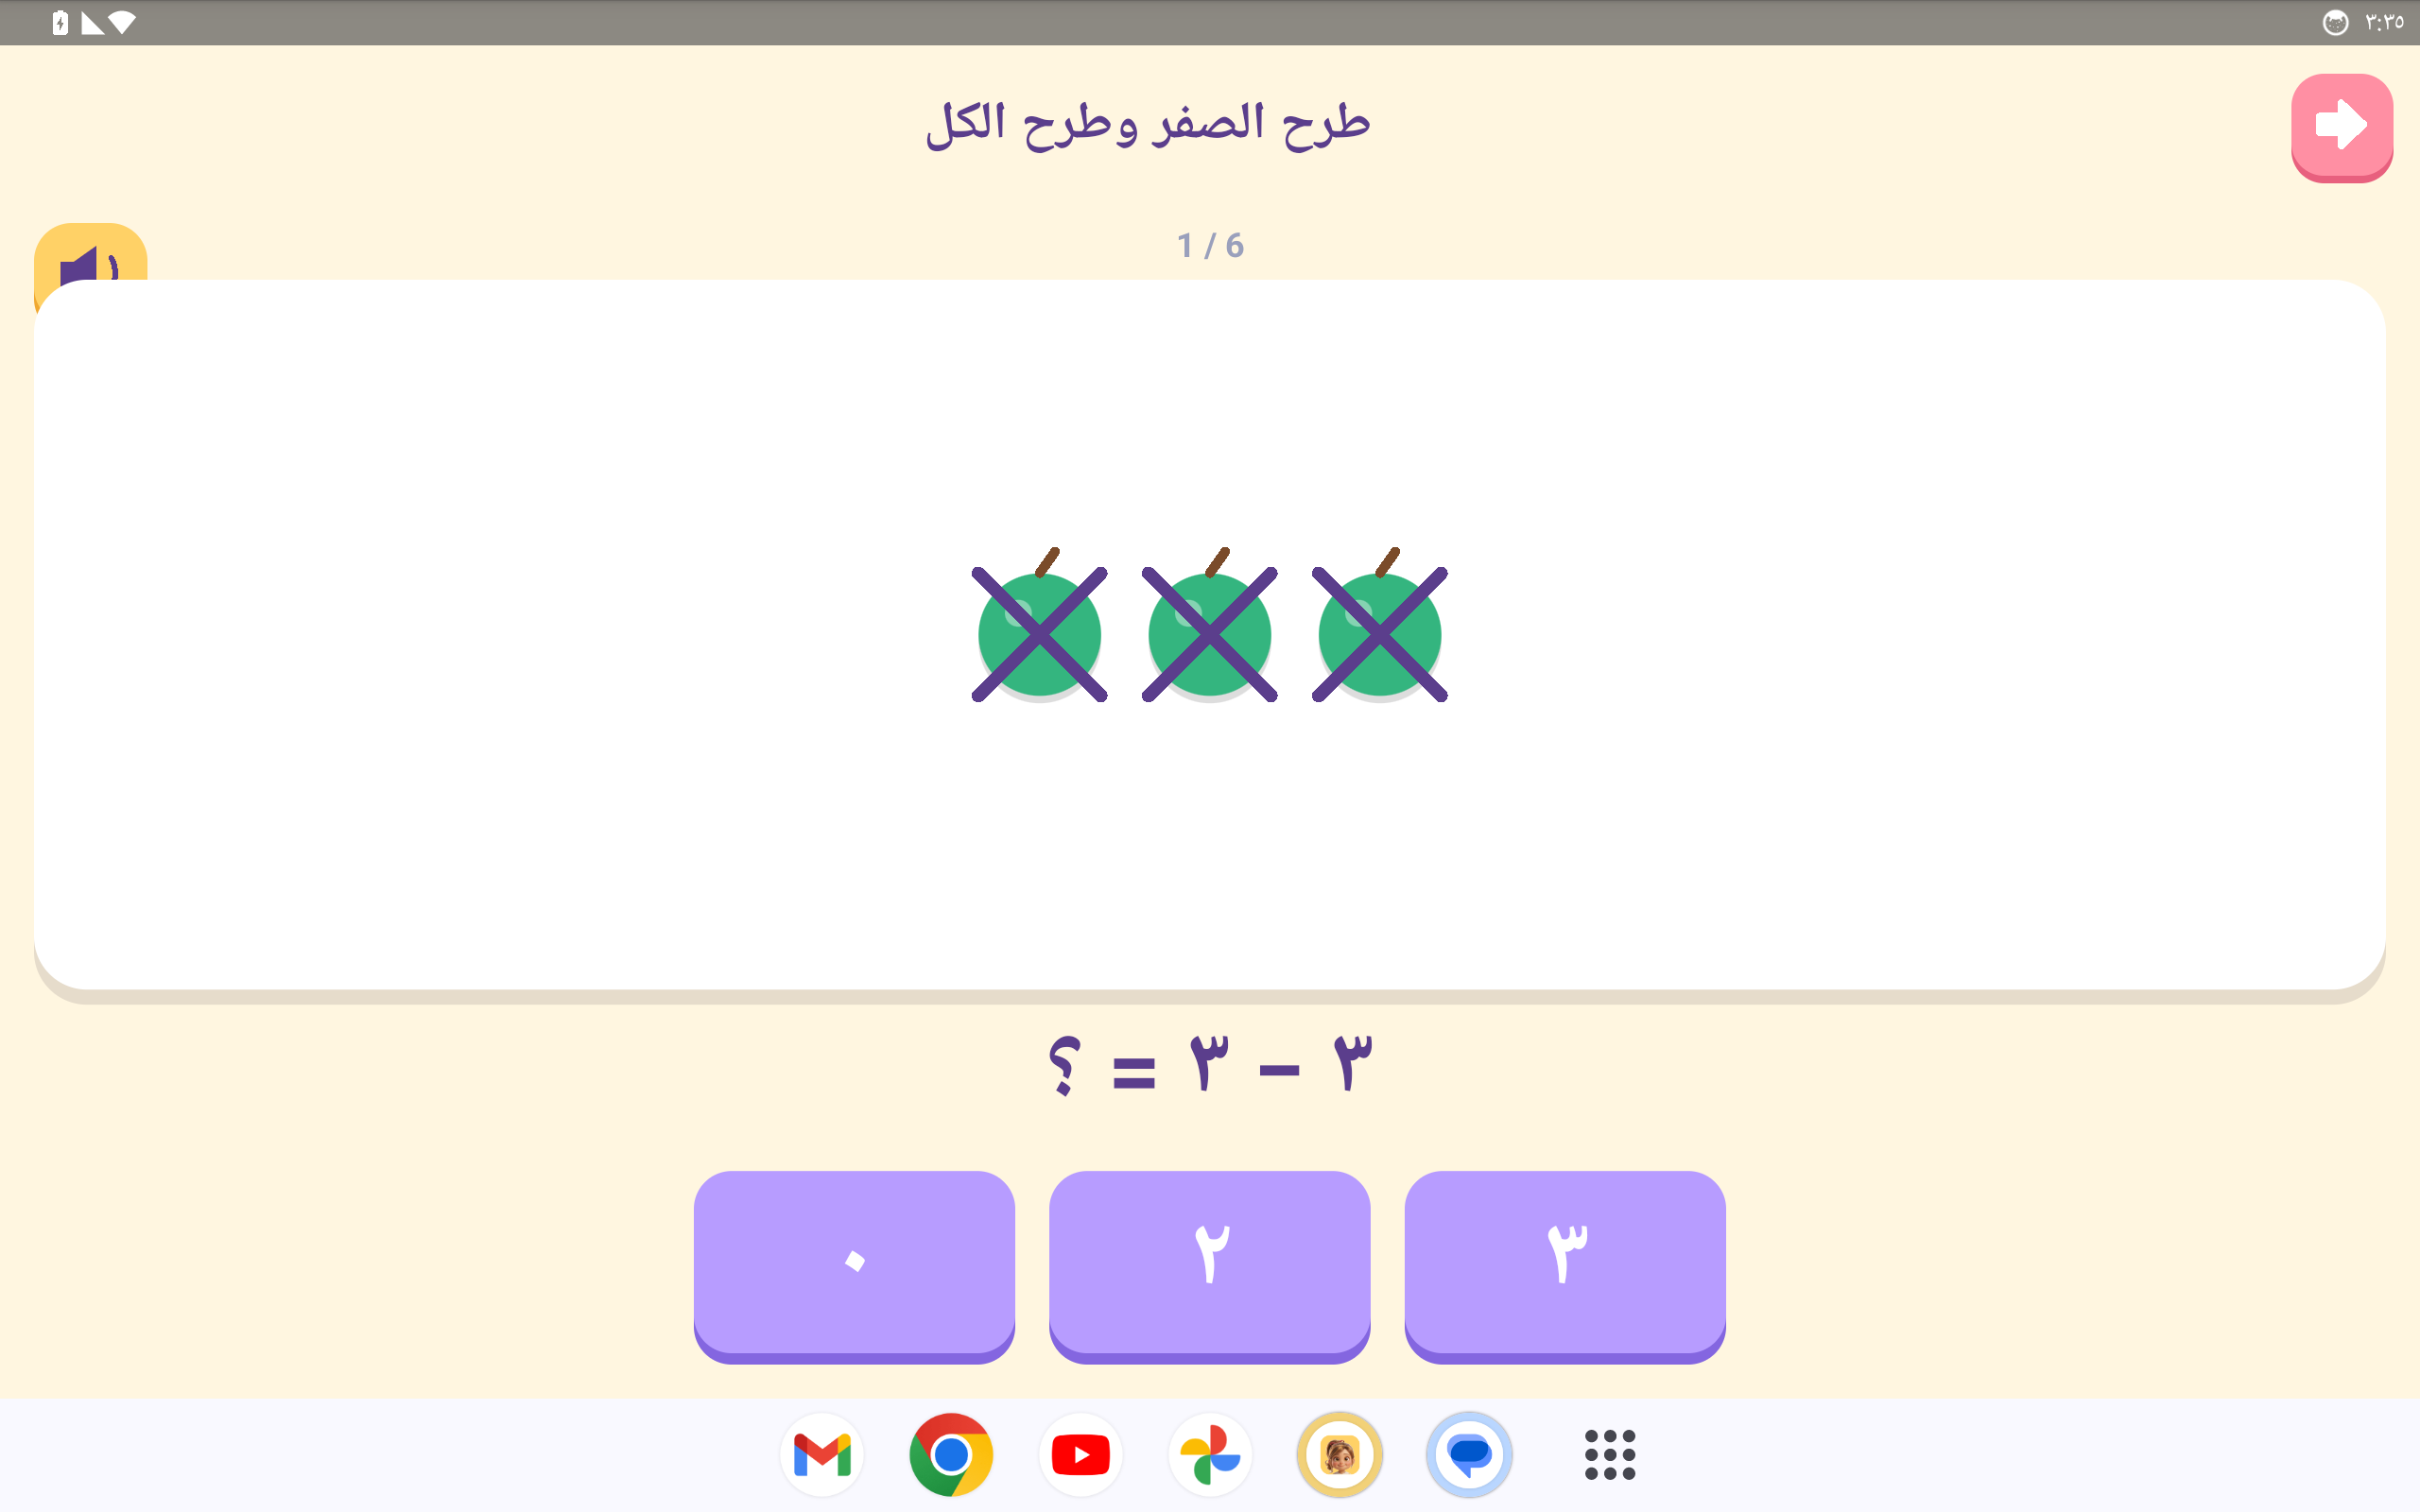 ٣:٣٥
طرح الصفر وطرح الكل
1 / 6
٣ − ٣ = ؟
٣
٢
٠